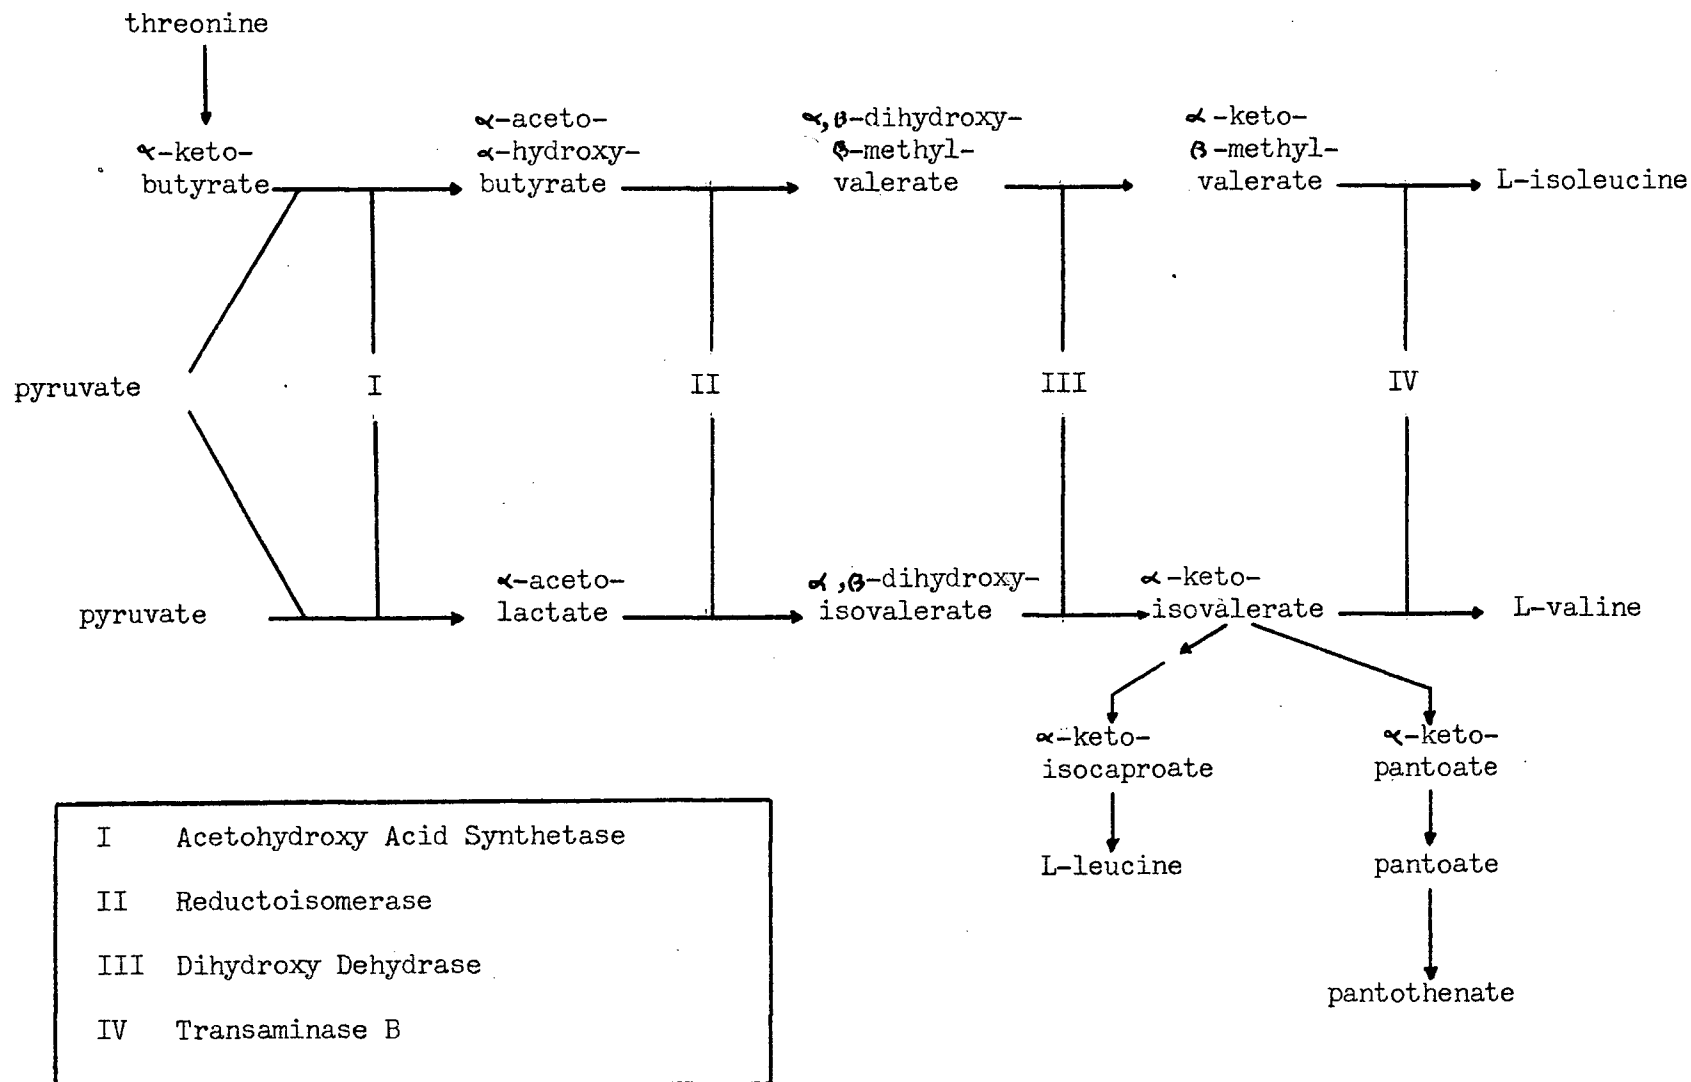 threonine
α-keto-
butyrate
α-aceto-
α-hydroxy-
butyrate
α,β-dihydroxy-
β-methyl-
valerate
α-keto-
β-methyl-
valerate
L-isoleucine
pyruvate
I
II
III
IV
pyruvate
α-aceto-
lactate
α,β-dihydroxy-
isovalerate
α-keto-
isovalerate
L-valine
α-keto-
isocaproate
L-leucine
α-keto-
pantoate
pantoate
pantothenate
I Acetohydroxy Acid Synthetase
II Reductoisomerase
III Dihydroxy Dehydrase
IV Transaminase B